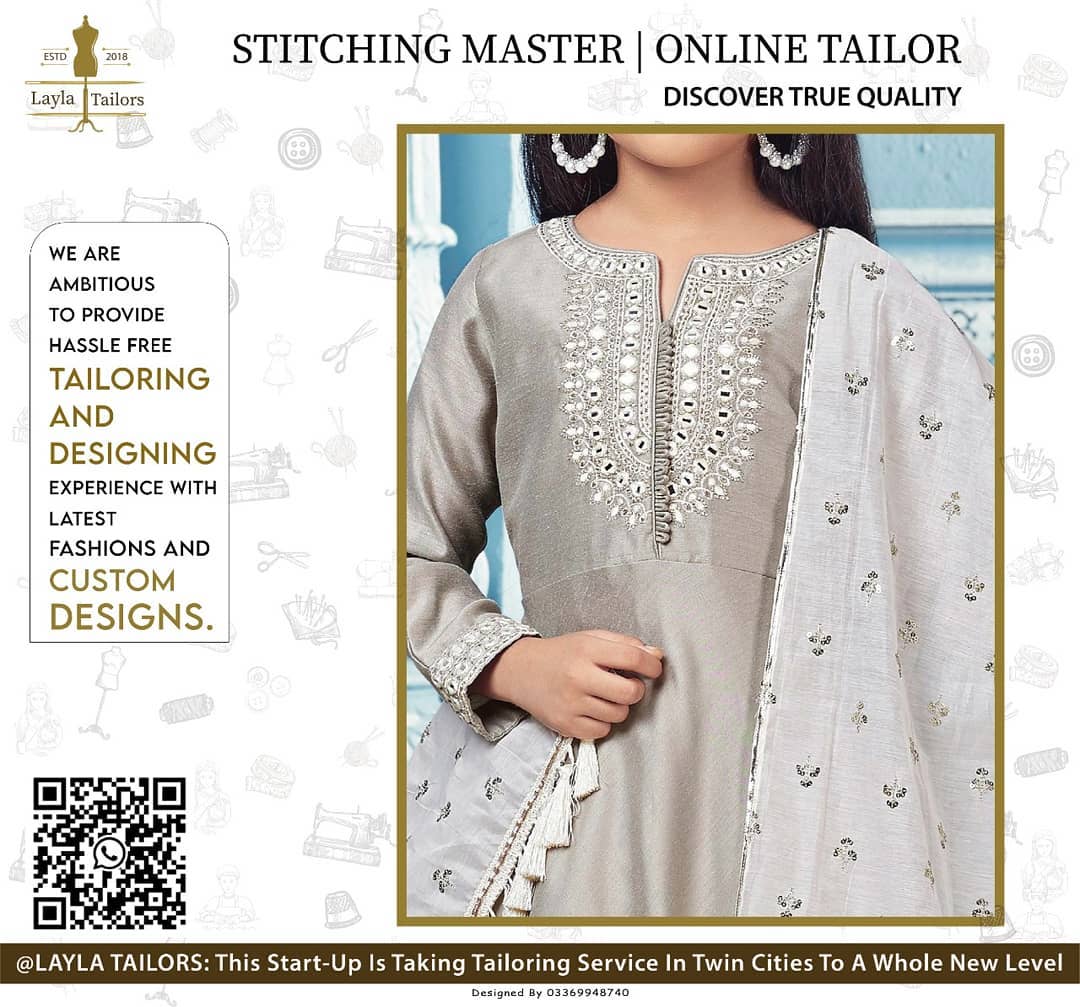 ESTD 2018
Layla Tailors
STITCHING MASTER | ONLINE TAILOR
DISCOVER TRUE QUALITY
WE ARE
AMBITIOUS
TO PROVIDE
HASSLE FREE
TAILORING
AND
DESIGNING
EXPERIENCE WITH
LATEST
FASHIONS AND
CUSTOM
DESIGNS.
@LAYLA TAILORS: This Start-Up Is Taking Tailoring Service In Twin Cities To A Whole New Level
Designed By 03369948740